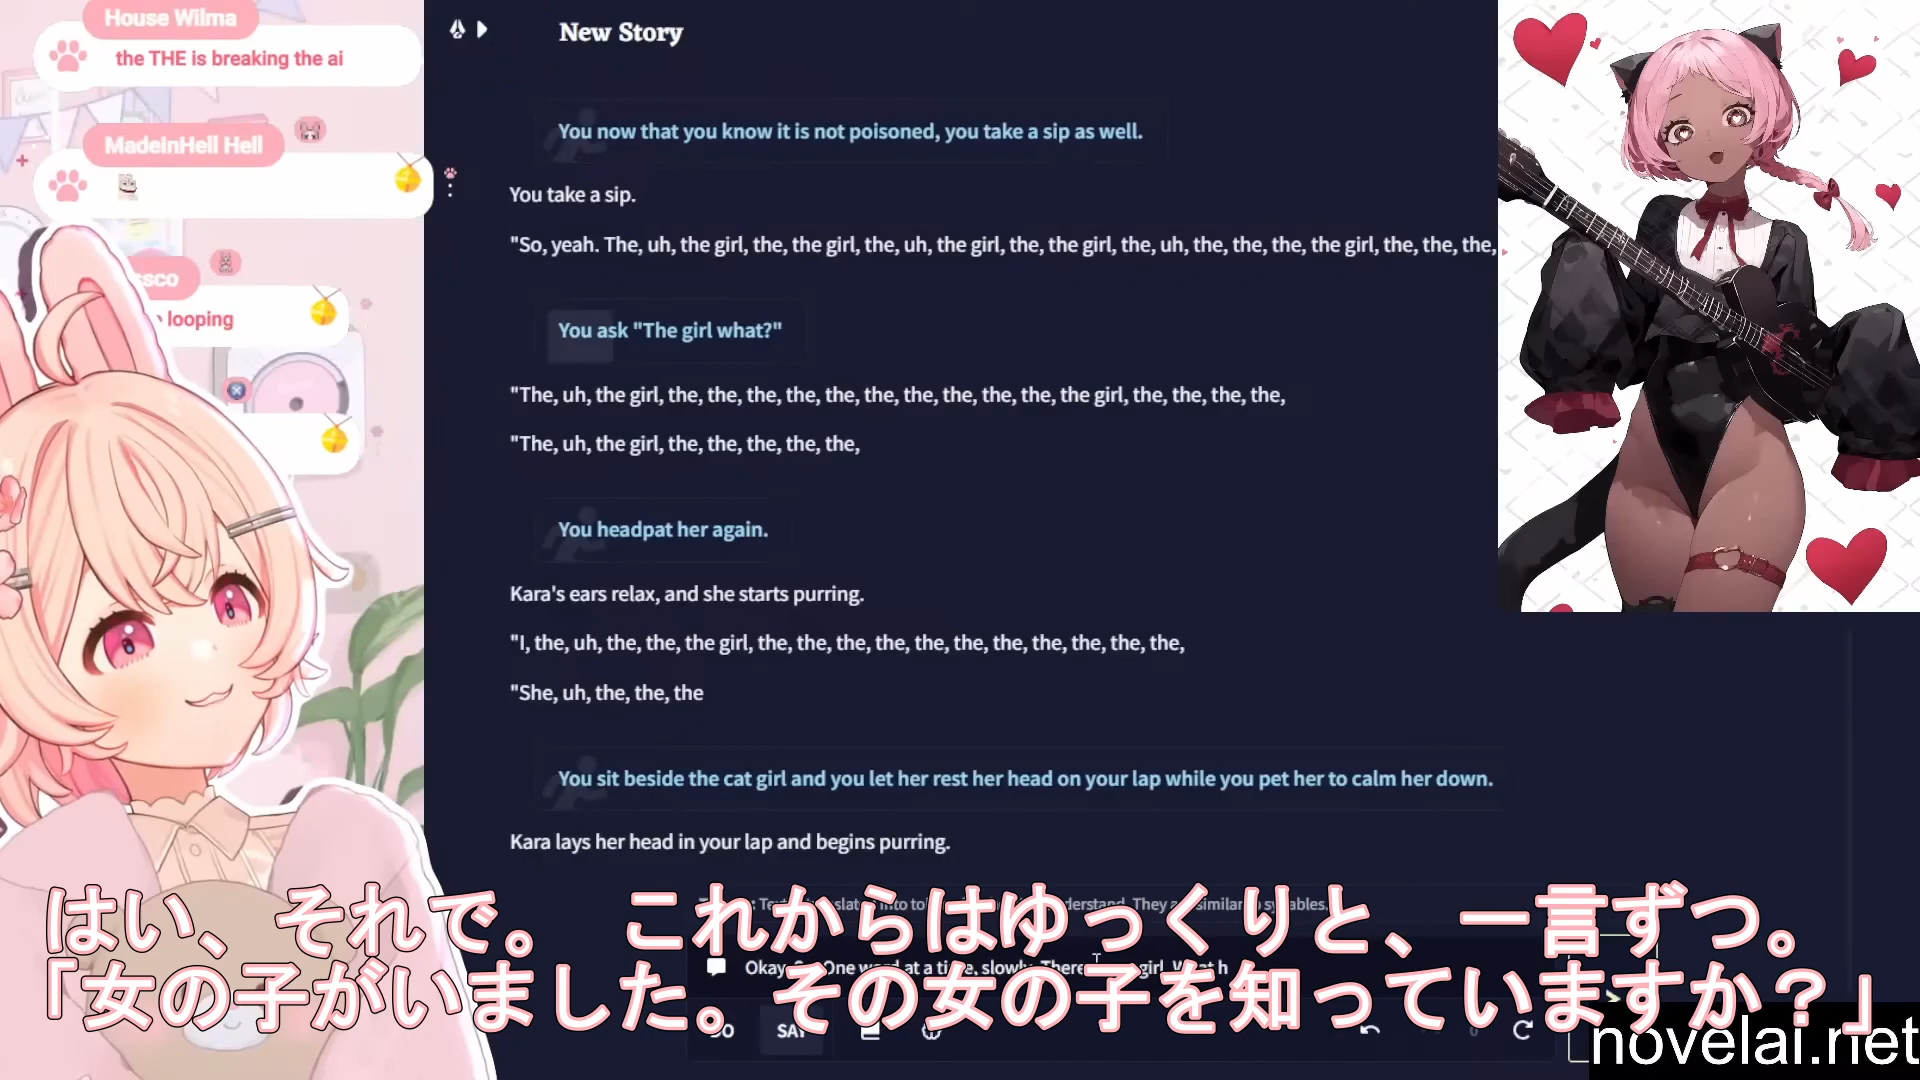 House Wilma
the THE is breaking the ai
MadeInHell Hell
ssco
looping
New Story
You now that you know it is not poisoned, you take a sip as well.
You take a sip.
"So, yeah. The, uh, the girl, the, the girl, the, uh, the girl, the, the girl, the, uh, the, the, the, the girl, the, the, the,
You ask "The girl what?"
"The, uh, the girl, the, the, the, the, the, the, the, the, the, the, the girl, the, the, the, the,
"The, uh, the girl, the, the, the, the, the,
You headpat her again.
Kara's ears relax, and she starts purring.
"I, the, uh, the, the, the girl, the, the, the, the, the, the, the, the, the, the, the,
"She, uh, the, the, the
You sit beside the cat girl and you let her rest her head on your lap while you pet her to calm her down.
Kara lays her head in your lap and begins purring.
はい、それで。 これからはゆっくりと、一言ずつ。
「女の子がいました。その女の子を知っていますか？」
novelai.net